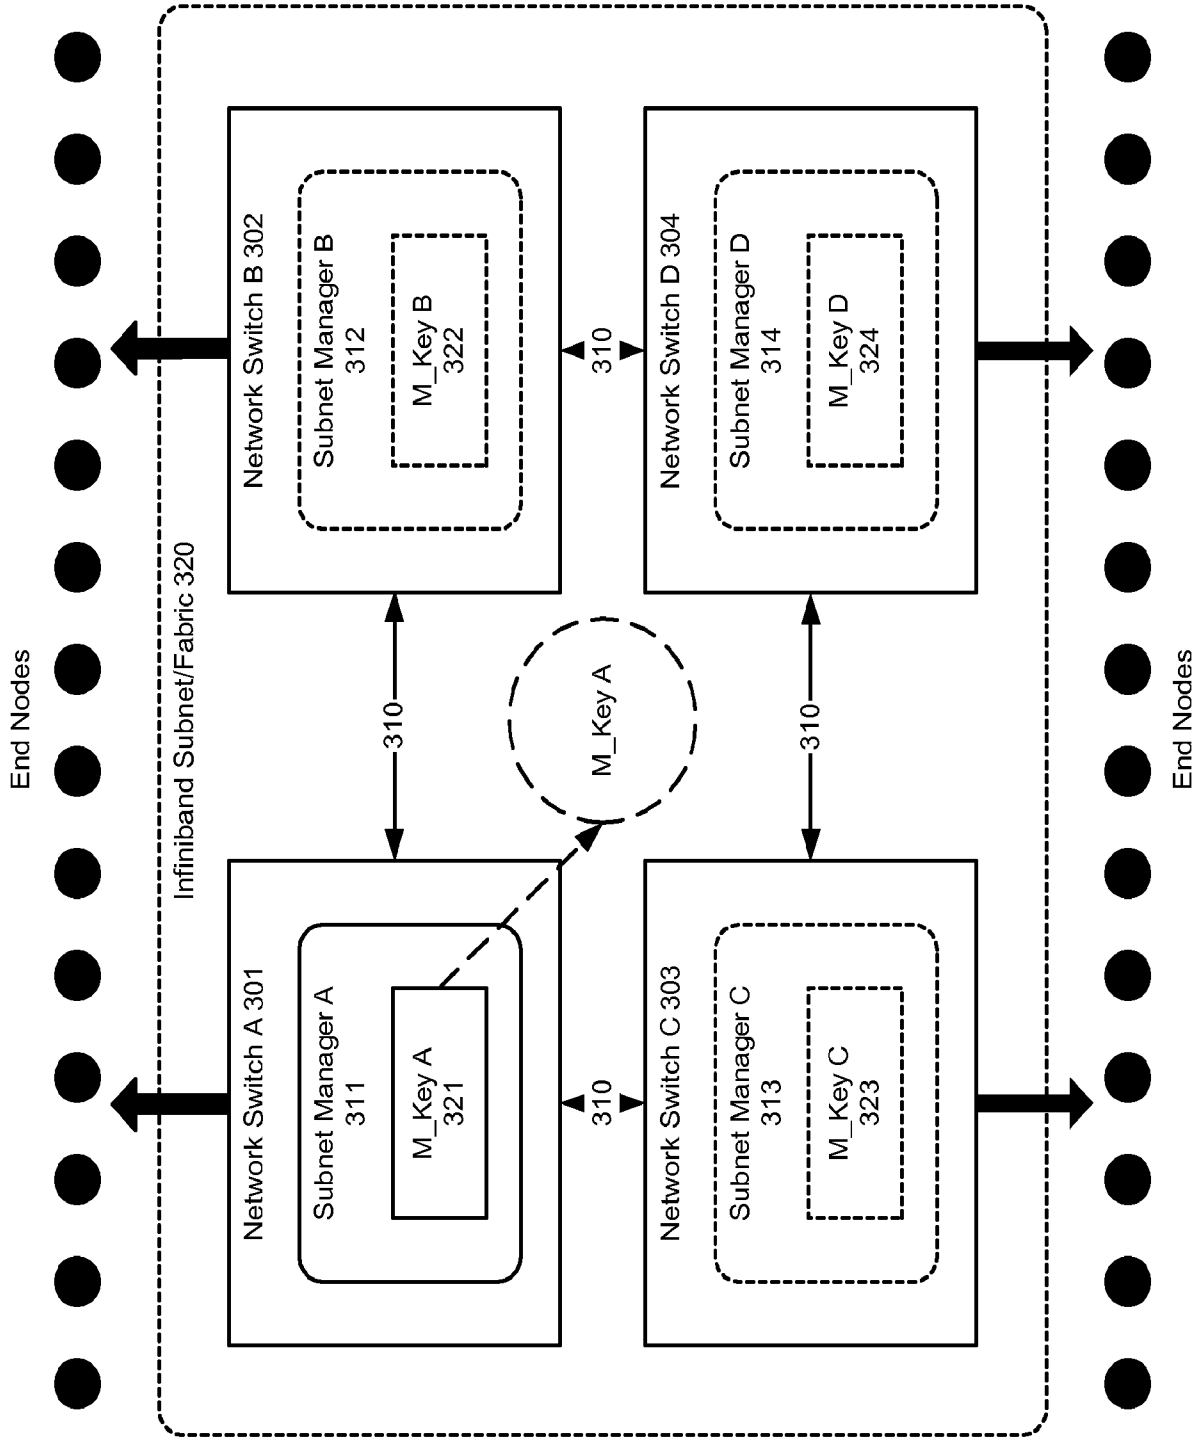 End Nodes
Infiniband Subnet/Fabric 320
Network Switch A 301
Subnet Manager A
311
M_Key A
321
310
Network Switch B 302
Subnet Manager B
312
M_Key B
322
310
M_Key A
310
Network Switch C 303
Subnet Manager C
313
M_Key C
323
310
Network Switch D 304
Subnet Manager D
314
M_Key D
324
End Nodes